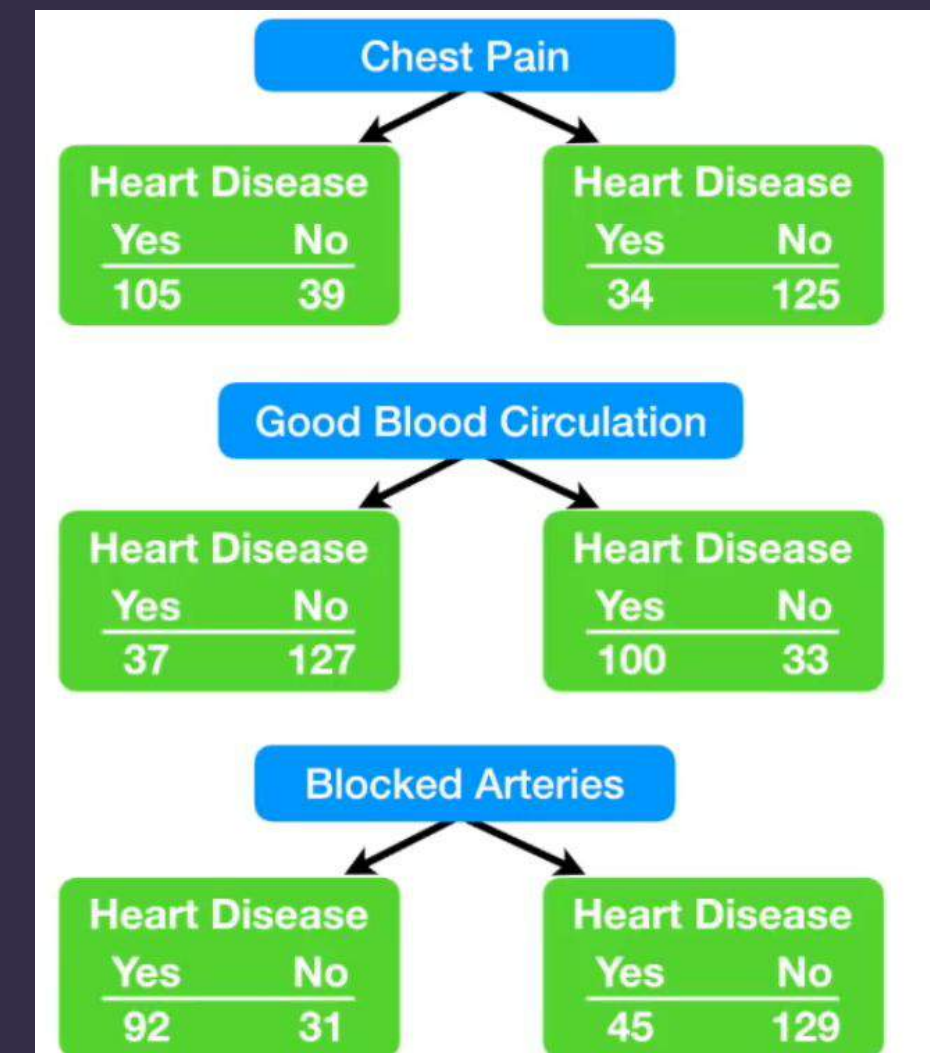 Chest Pain
Heart Disease Heart Disease
Yes No Yes No
105 39 34 125
Good Blood Circulation
Heart Disease Heart Disease
Yes No Yes No
37 127 100 33
Blocked Arteries
Heart Disease Heart Disease
Yes No Yes No
92 31 45 129